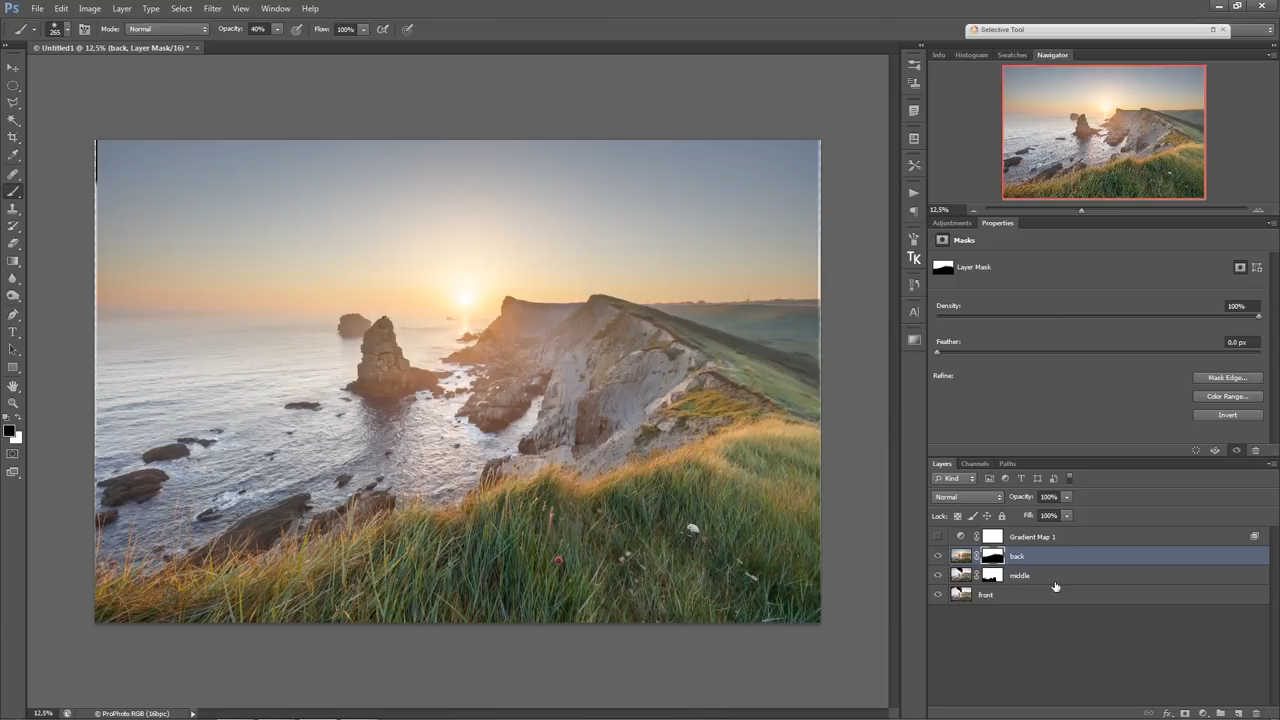 Ps File Edit Image Layer Type Select Filter View Window Help
265 Mode: Normal Opacity: 40% Flow: 100%
Selective Tool
© Untitled1 @ 12,5% (back, Layer Mask/16) *
Info Histogram Swatches Navigator
12,5%
Adjustments Properties
Masks
Layer Mask
Density: 100%
Feather: 0,0 px
Refine: Mask Edge...
Color Range...
Invert
TK
A
T
Layers Channels Paths
Kind
Normal Opacity: 100%
Lock: Fill: 100%
Gradient Map 1
back
middle
front
fx
12,5% © ProPhoto RGB (16bpc)